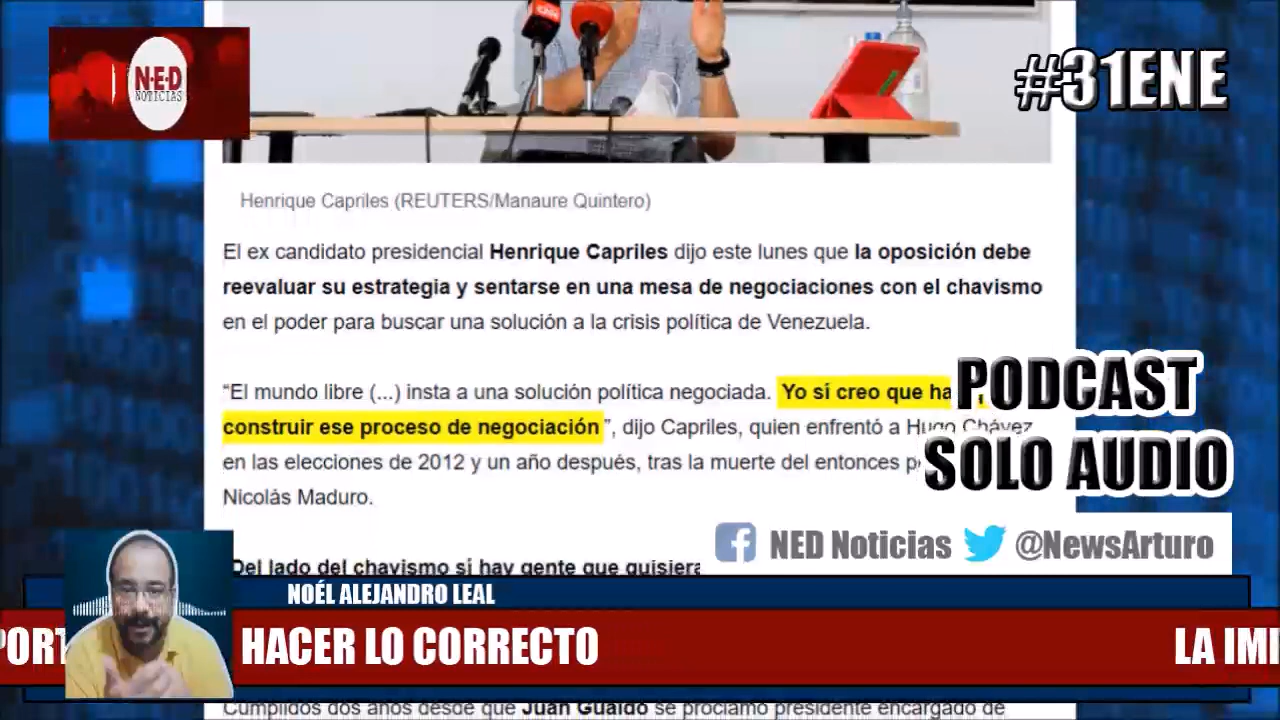 N·E·D
NOTICIAS
#31ENE
CNN
Henrique Capriles (REUTERS/Manaure Quintero)
El ex candidato presidencial Henrique Capriles dijo este lunes que la oposición debe
reevaluar su estrategia y sentarse en una mesa de negociaciones con el chavismo
en el poder para buscar una solución a la crisis política de Venezuela.
“El mundo libre (...) insta a una solución política negociada. Yo sí creo que
construir ese proceso de negociación”, dijo Capriles, quien enfrentó a Hugo Chávez
en las elecciones de 2012 y un año después, tras la muerte del entonces
Nicolás Maduro.
PODCAST
SOLO AUDIO
NED Noticias @NewsArturo
Del lado del chavismo sí hay gente que quisiera
NOÉL ALEJANDRO LEAL
HACER LO CORRECTO
LA
Cumplidos dos años desde que Juan Guaidó se proclamó presidente encargado de